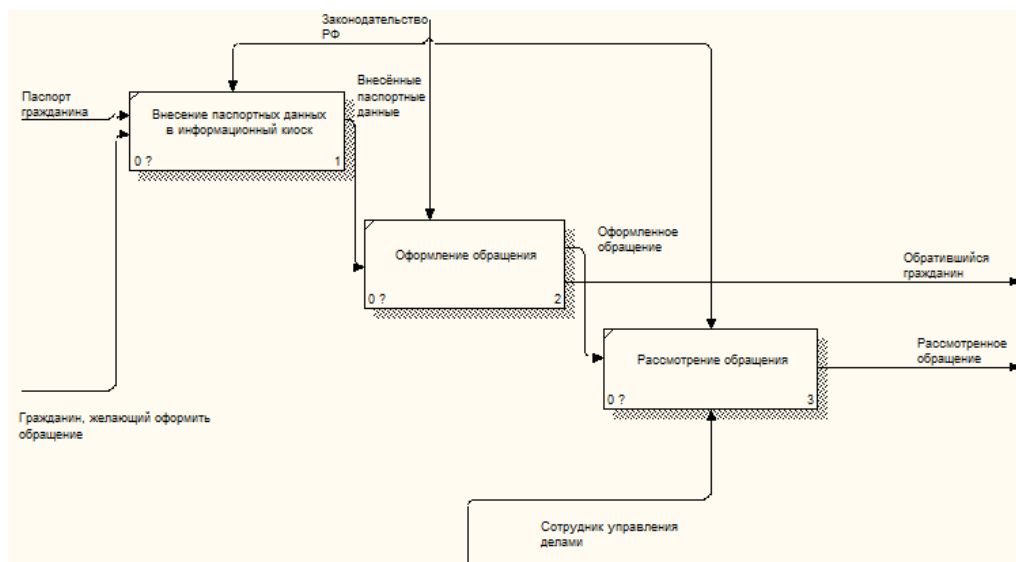 Законодательство
РФ
Паспорт
гражданина
Внесённые
паспортные
данные
Внесение паспортных данных
в информационный киоск
0 ?
1
Оформление обращения
0 ?
2
Оформленное
обращение
Обратившийся
гражданин
Рассмотрение обращения
0 ?
3
Рассмотренное
обращение
Гражданин, желающий оформить
обращение
Сотрудник управления
делами